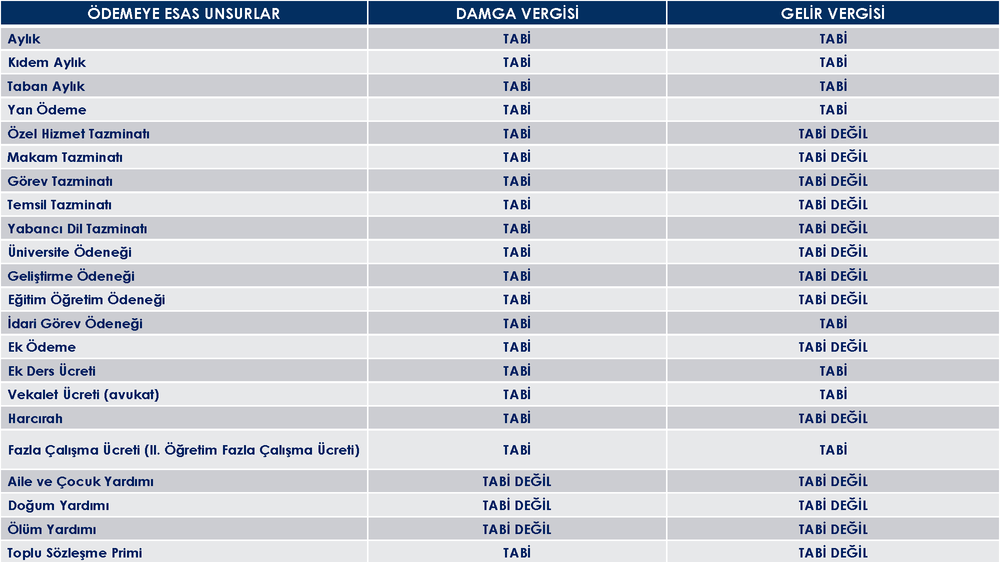 ÖDEMEYE ESAS UNSURLAR DAMGA VERGİSİ GELİR VERGİSİ
Aylık TABİ TABİ
Kıdem Aylık TABİ TABİ
Taban Aylık TABİ TABİ
Yan Ödeme TABİ TABİ
Özel Hizmet Tazminatı TABİ TABİ DEĞİL
Makam Tazminatı TABİ TABİ DEĞİL
Görev Tazminatı TABİ TABİ DEĞİL
Temsil Tazminatı TABİ TABİ DEĞİL
Yabancı Dil Tazminatı TABİ TABİ DEĞİL
Üniversite Ödeneği TABİ TABİ DEĞİL
Geliştirme Ödeneği TABİ TABİ DEĞİL
Eğitim Öğretim Ödeneği TABİ TABİ DEĞİL
İdari Görev Ödeneği TABİ TABİ
Ek Ödeme TABİ TABİ DEĞİL
Ek Ders Ücreti TABİ TABİ
Vekalet Ücreti (avukat) TABİ TABİ
Harcırah TABİ TABİ DEĞİL
Fazla Çalışma Ücreti (II. Öğretim Fazla Çalışma Ücreti) TABİ TABİ
Aile ve Çocuk Yardımı TABİ DEĞİL TABİ DEĞİL
Doğum Yardımı TABİ DEĞİL TABİ DEĞİL
Ölüm Yardımı TABİ DEĞİL TABİ DEĞİL
Toplu Sözleşme Primi TABİ TABİ DEĞİL